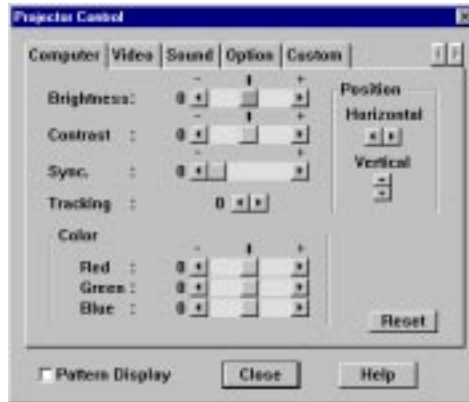 Projector Control
Computer Video Sound Option Custom
- +
Brightness: 0
- +
Contrast : 0
- +
Sync. : 0
Tracking : 0
Position
Horizontal
Vertical
Color
- +
Red : 0
Green : 0
Blue : 0
Reset
Pattern Display
Close
Help